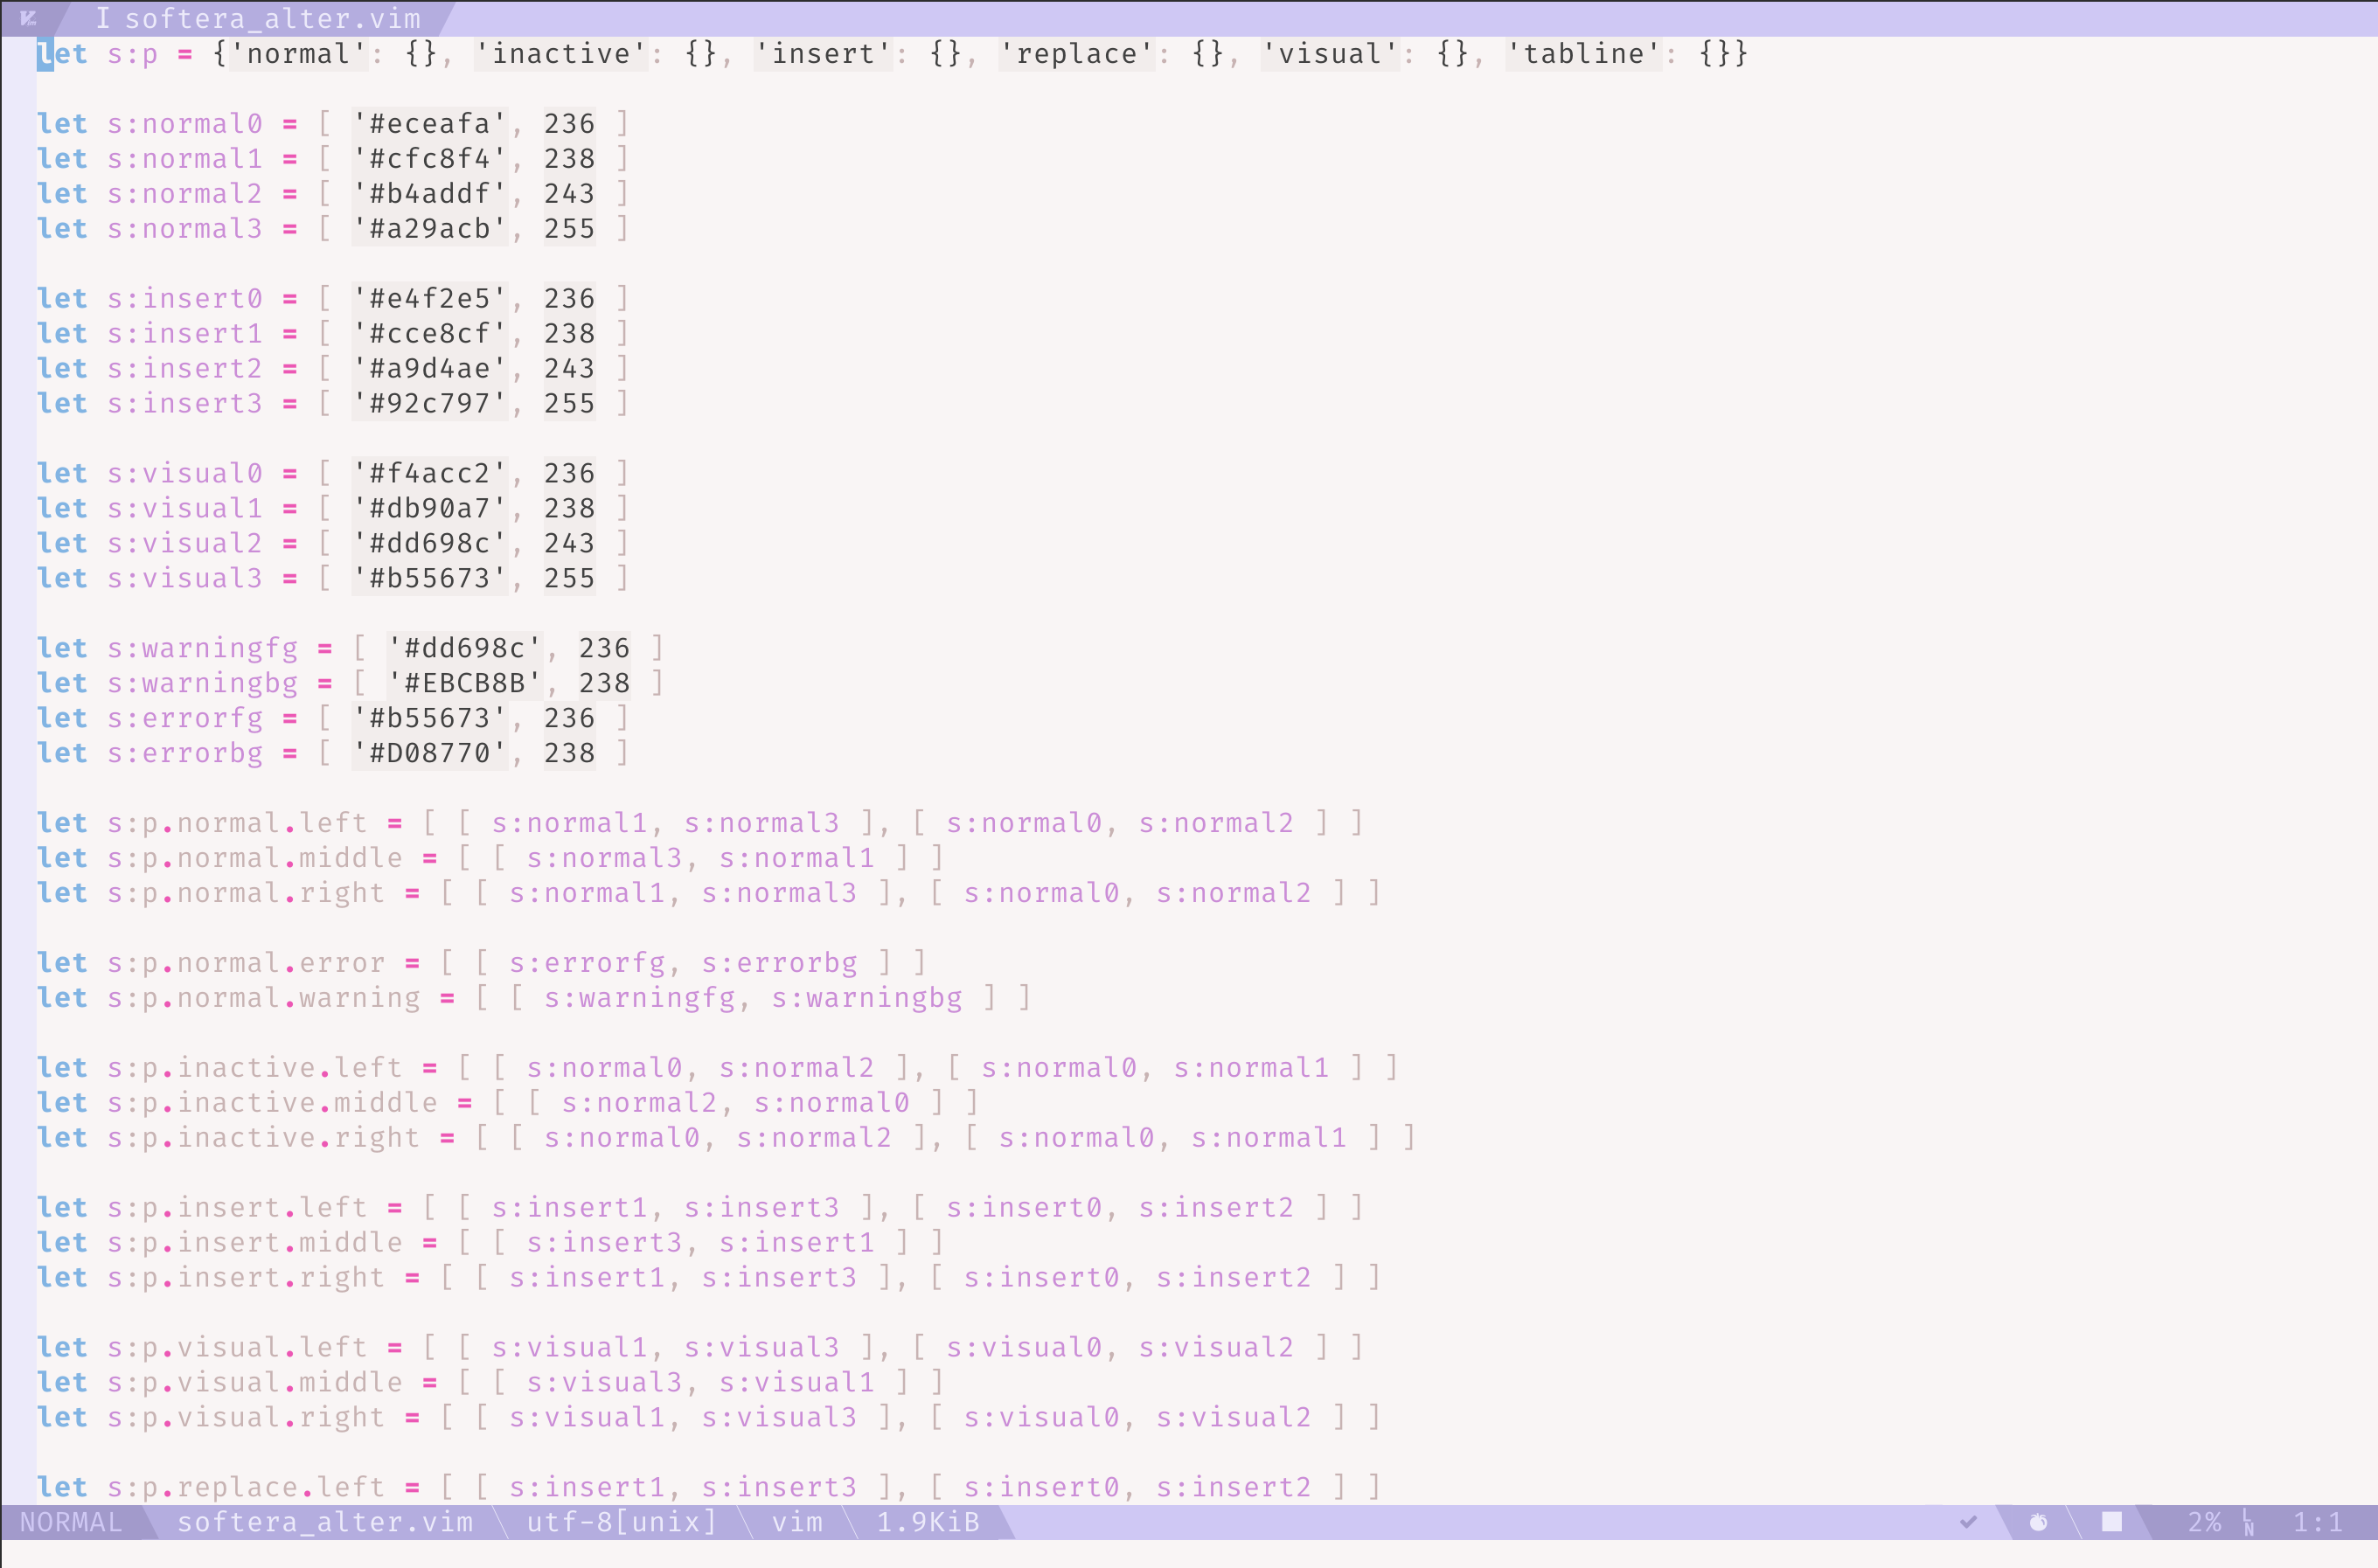 I softera_alter.vim
let s:p = {'normal': {}, 'inactive': {}, 'insert': {}, 'replace': {}, 'visual': {}, 'tabline': {}}
let s:normal0 = [ '#eceafa', 236 ]
let s:normal1 = [ '#cfc8f4', 238 ]
let s:normal2 = [ '#b4addf', 243 ]
let s:normal3 = [ '#a29acb', 255 ]
let s:insert0 = [ '#e4f2e5', 236 ]
let s:insert1 = [ '#cce8cf', 238 ]
let s:insert2 = [ '#a9d4ae', 243 ]
let s:insert3 = [ '#92c797', 255 ]
let s:visual0 = [ '#f4acc2', 236 ]
let s:visual1 = [ '#db90a7', 238 ]
let s:visual2 = [ '#dd698c', 243 ]
let s:visual3 = [ '#b55673', 255 ]
let s:warningfg = [ '#dd698c', 236 ]
let s:warningbg = [ '#EBCB8B', 238 ]
let s:errorfg = [ '#b55673', 236 ]
let s:errorbg = [ '#D08770', 238 ]
let s:p.normal.left = [ [ s:normal1, s:normal3 ], [ s:normal0, s:normal2 ] ]
let s:p.normal.middle = [ [ s:normal3, s:normal1 ] ]
let s:p.normal.right = [ [ s:normal1, s:normal3 ], [ s:normal0, s:normal2 ] ]
let s:p.normal.error = [ [ s:errorfg, s:errorbg ] ]
let s:p.normal.warning = [ [ s:warningfg, s:warningbg ] ]
let s:p.inactive.left = [ [ s:normal0, s:normal2 ], [ s:normal0, s:normal1 ] ]
let s:p.inactive.middle = [ [ s:normal2, s:normal0 ] ]
let s:p.inactive.right = [ [ s:normal0, s:normal2 ], [ s:normal0, s:normal1 ] ]
let s:p.insert.left = [ [ s:insert1, s:insert3 ], [ s:insert0, s:insert2 ] ]
let s:p.insert.middle = [ [ s:insert3, s:insert1 ] ]
let s:p.insert.right = [ [ s:insert1, s:insert3 ], [ s:insert0, s:insert2 ] ]
let s:p.visual.left = [ [ s:visual1, s:visual3 ], [ s:visual0, s:visual2 ] ]
let s:p.visual.middle = [ [ s:visual3, s:visual1 ] ]
let s:p.visual.right = [ [ s:visual1, s:visual3 ], [ s:visual0, s:visual2 ] ]
let s:p.replace.left = [ [ s:insert1, s:insert3 ], [ s:insert0, s:insert2 ] ]
NORMAL softera_alter.vim utf-8[unix] vim 1.9KiB 2% LN 1:1